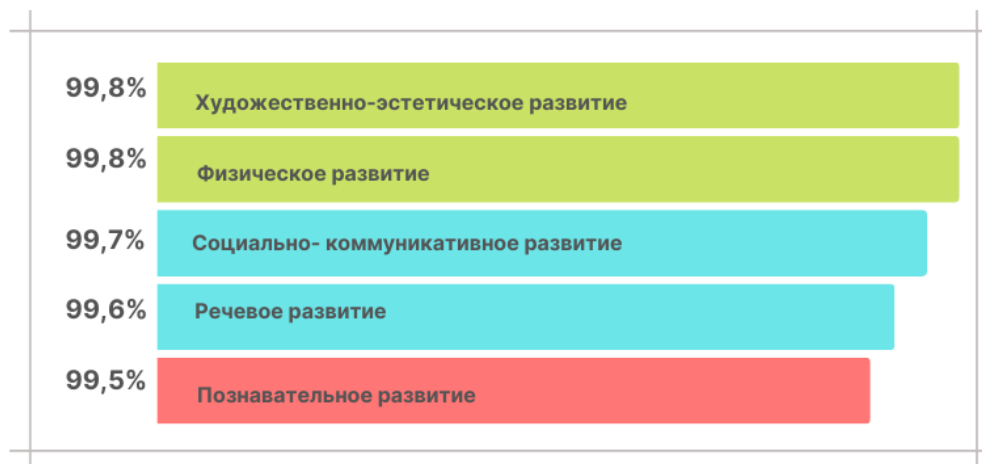 99,8% Художественно-эстетическое развитие
99,8% Физическое развитие
99,7% Социально- коммуникативное развитие
99,6% Речевое развитие
99,5% Познавательное развитие